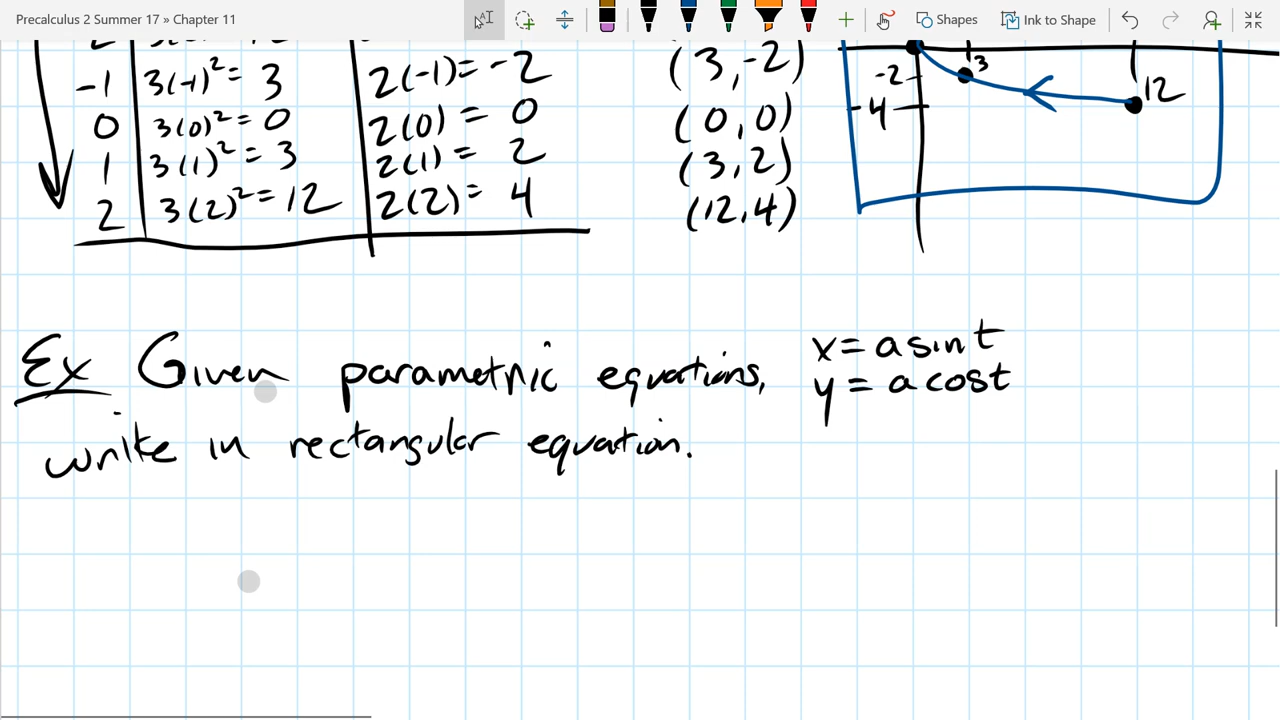 Precalculus 2 Summer 17 » Chapter 11
Shapes
Ink to Shape
-1 3(-1)² = 3 2(-1) = -2 (3,-2)
0 3(0)² = 0 2(0) = 0 (0,0)
1 3(1)² = 3 2(1) = 2 (3,2)
2 3(2)² = 12 2(2) = 4 (12,4)
3
-2
-4
12
Ex Given parametric equations, x = a sin t
y = a cos t
write in rectangular equation.